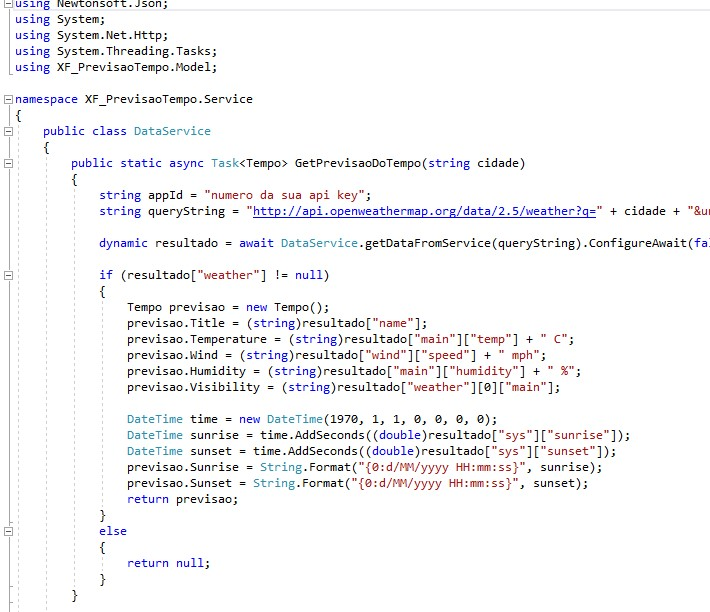 using Newtonsoft.Json;
using System;
using System.Net.Http;
using System.Threading.Tasks;
using XF_PrevisaoTempo.Model;
namespace XF_PrevisaoTempo.Service
{
public class DataService
{
public static async Task<Tempo> GetPrevisaoDoTempo(string cidade)
{
string appId = "numero da sua api key";
string queryString = "http://api.openweathermap.org/data/2.5/weather?q=" + cidade + "&u
dynamic resultado = await DataService.getDataFromService(queryString).ConfigureAwait(fal
if (resultado["weather"] != null)
{
Tempo previsao = new Tempo();
previsao.Title = (string)resultado["name"];
previsao.Temperature = (string)resultado["main"]["temp"] + " C";
previsao.Wind = (string)resultado["wind"]["speed"] + " mph";
previsao.Humidity = (string)resultado["main"]["humidity"] + " %";
previsao.Visibility = (string)resultado["weather"][0]["main"];
DateTime time = new DateTime(1970, 1, 1, 0, 0, 0, 0);
DateTime sunrise = time.AddSeconds((double)resultado["sys"]["sunrise"]);
DateTime sunset = time.AddSeconds((double)resultado["sys"]["sunset"]);
previsao.Sunrise = String.Format("{0:d/MM/yyyy HH:mm:ss}", sunrise);
previsao.Sunset = String.Format("{0:d/MM/yyyy HH:mm:ss}", sunset);
return previsao;
}
else
{
return null;
}
}